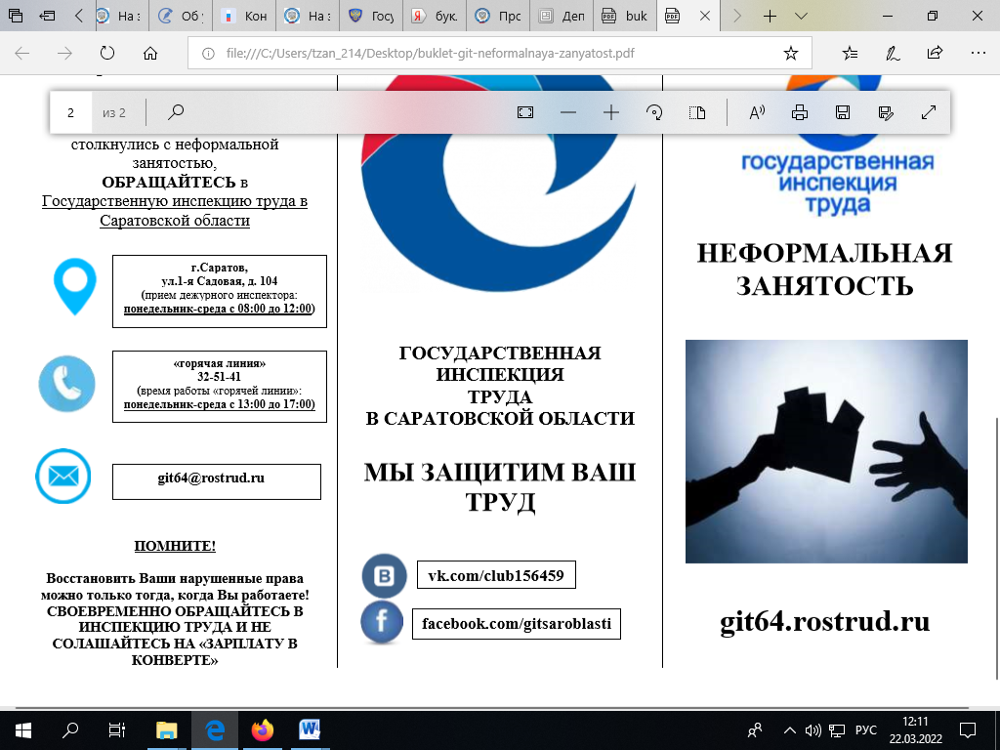 На з
Об у
Кон
На з
Госу
бук.
Про
Деп
buk
file:///C:/Users/tzan_214/Desktop/buklet-git-neformalnaya-zanyatost.pdf
2 из 2
столкнулись с неформальной
занятостью,
ОБРАЩАЙТЕСЬ в
Государственную инспекцию труда в
Саратовской области
г.Саратов,
ул.1-я Садовая, д. 104
(прием дежурного инспектора:
понедельник-среда с 08:00 до 12:00)
«горячая линия»
32-51-41
(время работы «горячей линии»:
понедельник-среда с 13:00 до 17:00)
git64@rostrud.ru
ПОМНИТЕ!
Восстановить Ваши нарушенные права
можно только тогда, когда Вы работаете!
СВОЕВРЕМЕННО ОБРАЩАЙТЕСЬ В
ИНСПЕКЦИЮ ТРУДА И НЕ
СОЛАШАЙТЕСЬ НА «ЗАРПЛАТУ В
КОНВЕРТЕ»
ГОСУДАРСТВЕННАЯ
ИНСПЕКЦИЯ
ТРУДА
В САРАТОВСКОЙ ОБЛАСТИ
МЫ ЗАЩИТИМ ВАШ
ТРУД
vk.com/club156459
facebook.com/gitsaroblasti
государственная
инспекция
труда
НЕФОРМАЛЬНАЯ
ЗАНЯТОСТЬ
git64.rostrud.ru
РУС
12:11
22.03.2022